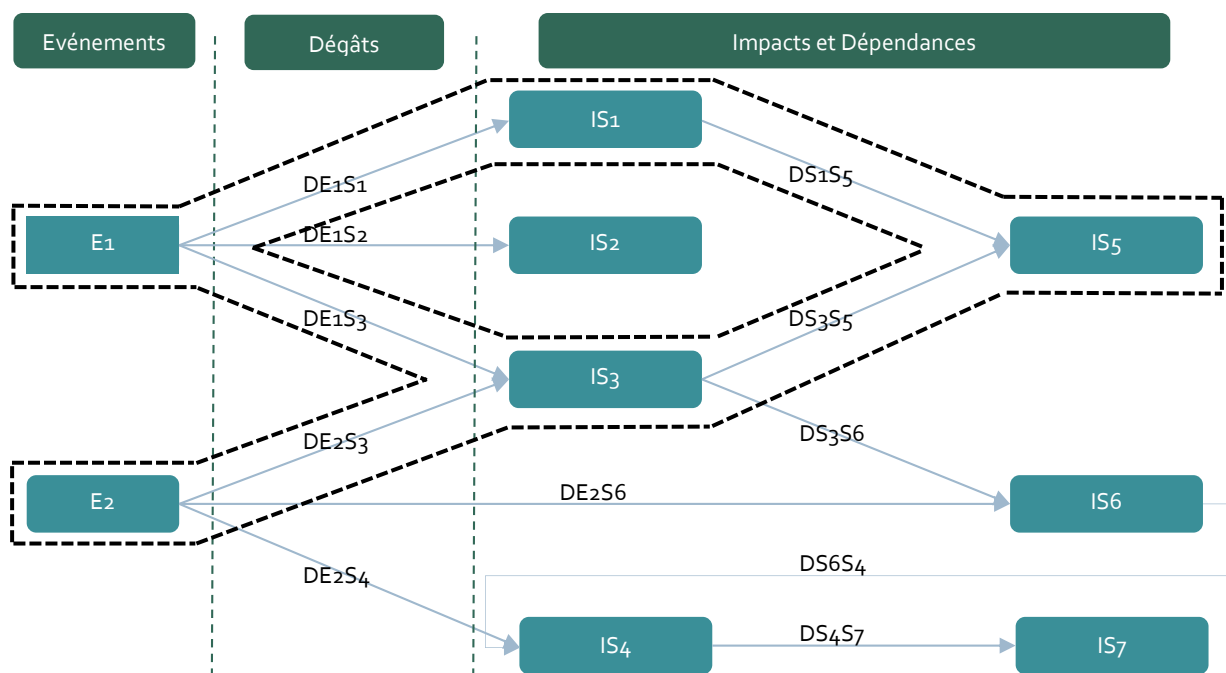 Evénements
Dégâts
Impacts et Dépendances
IS1
DE1S1
DS1S5
E1
DE1S2
IS2
IS5
DE1S3
DS3S5
IS3
DE2S3
DS3S6
E2
DE2S6
IS6
DE2S4
DS6S4
IS4
DS4S7
IS7